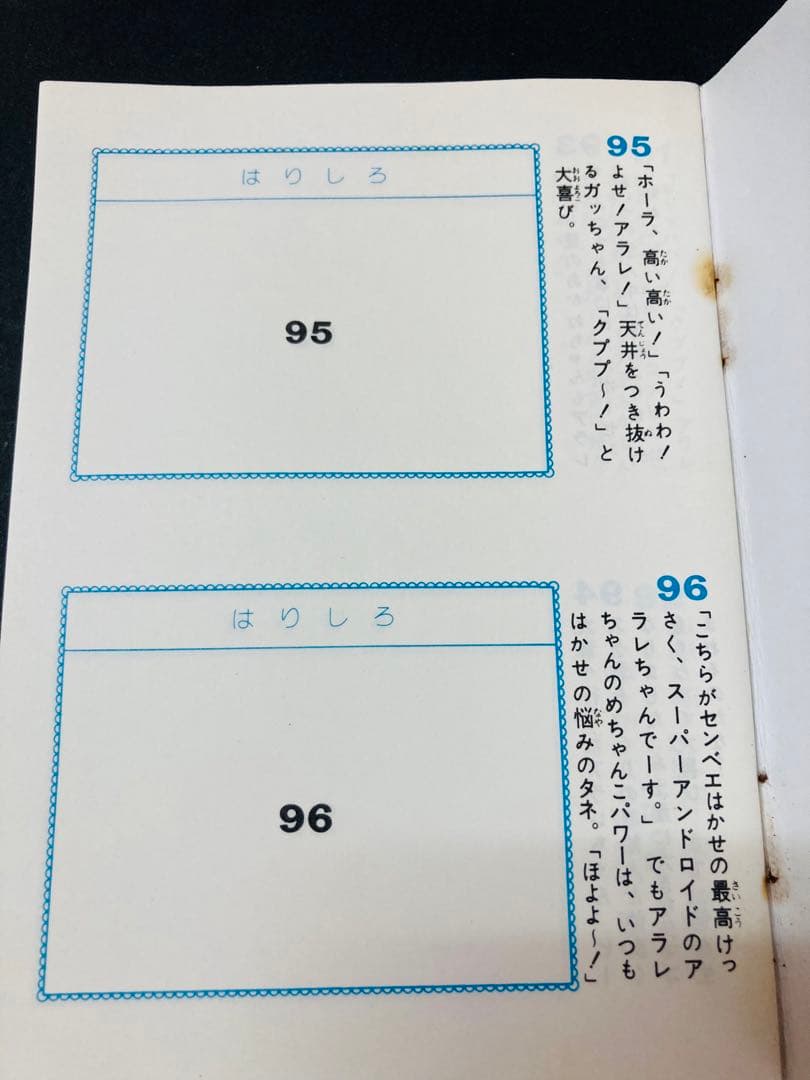 95
「ホーラ、高い高い！」「うわわ！
よせ！アラレ！」天井をつき抜け
るガッちゃん、「クププ〜！」と
大喜び。
はりしろ
95
96
「こちらがセンベエはかせの最高けっ
さく、スーパーアンドロイドのア
ラレちゃんでーす。」でもアラレ
ちゃんのめちゃんこパワーは、いつも
はかせの悩みのタネ。「ほよよ〜！」
はりしろ
96